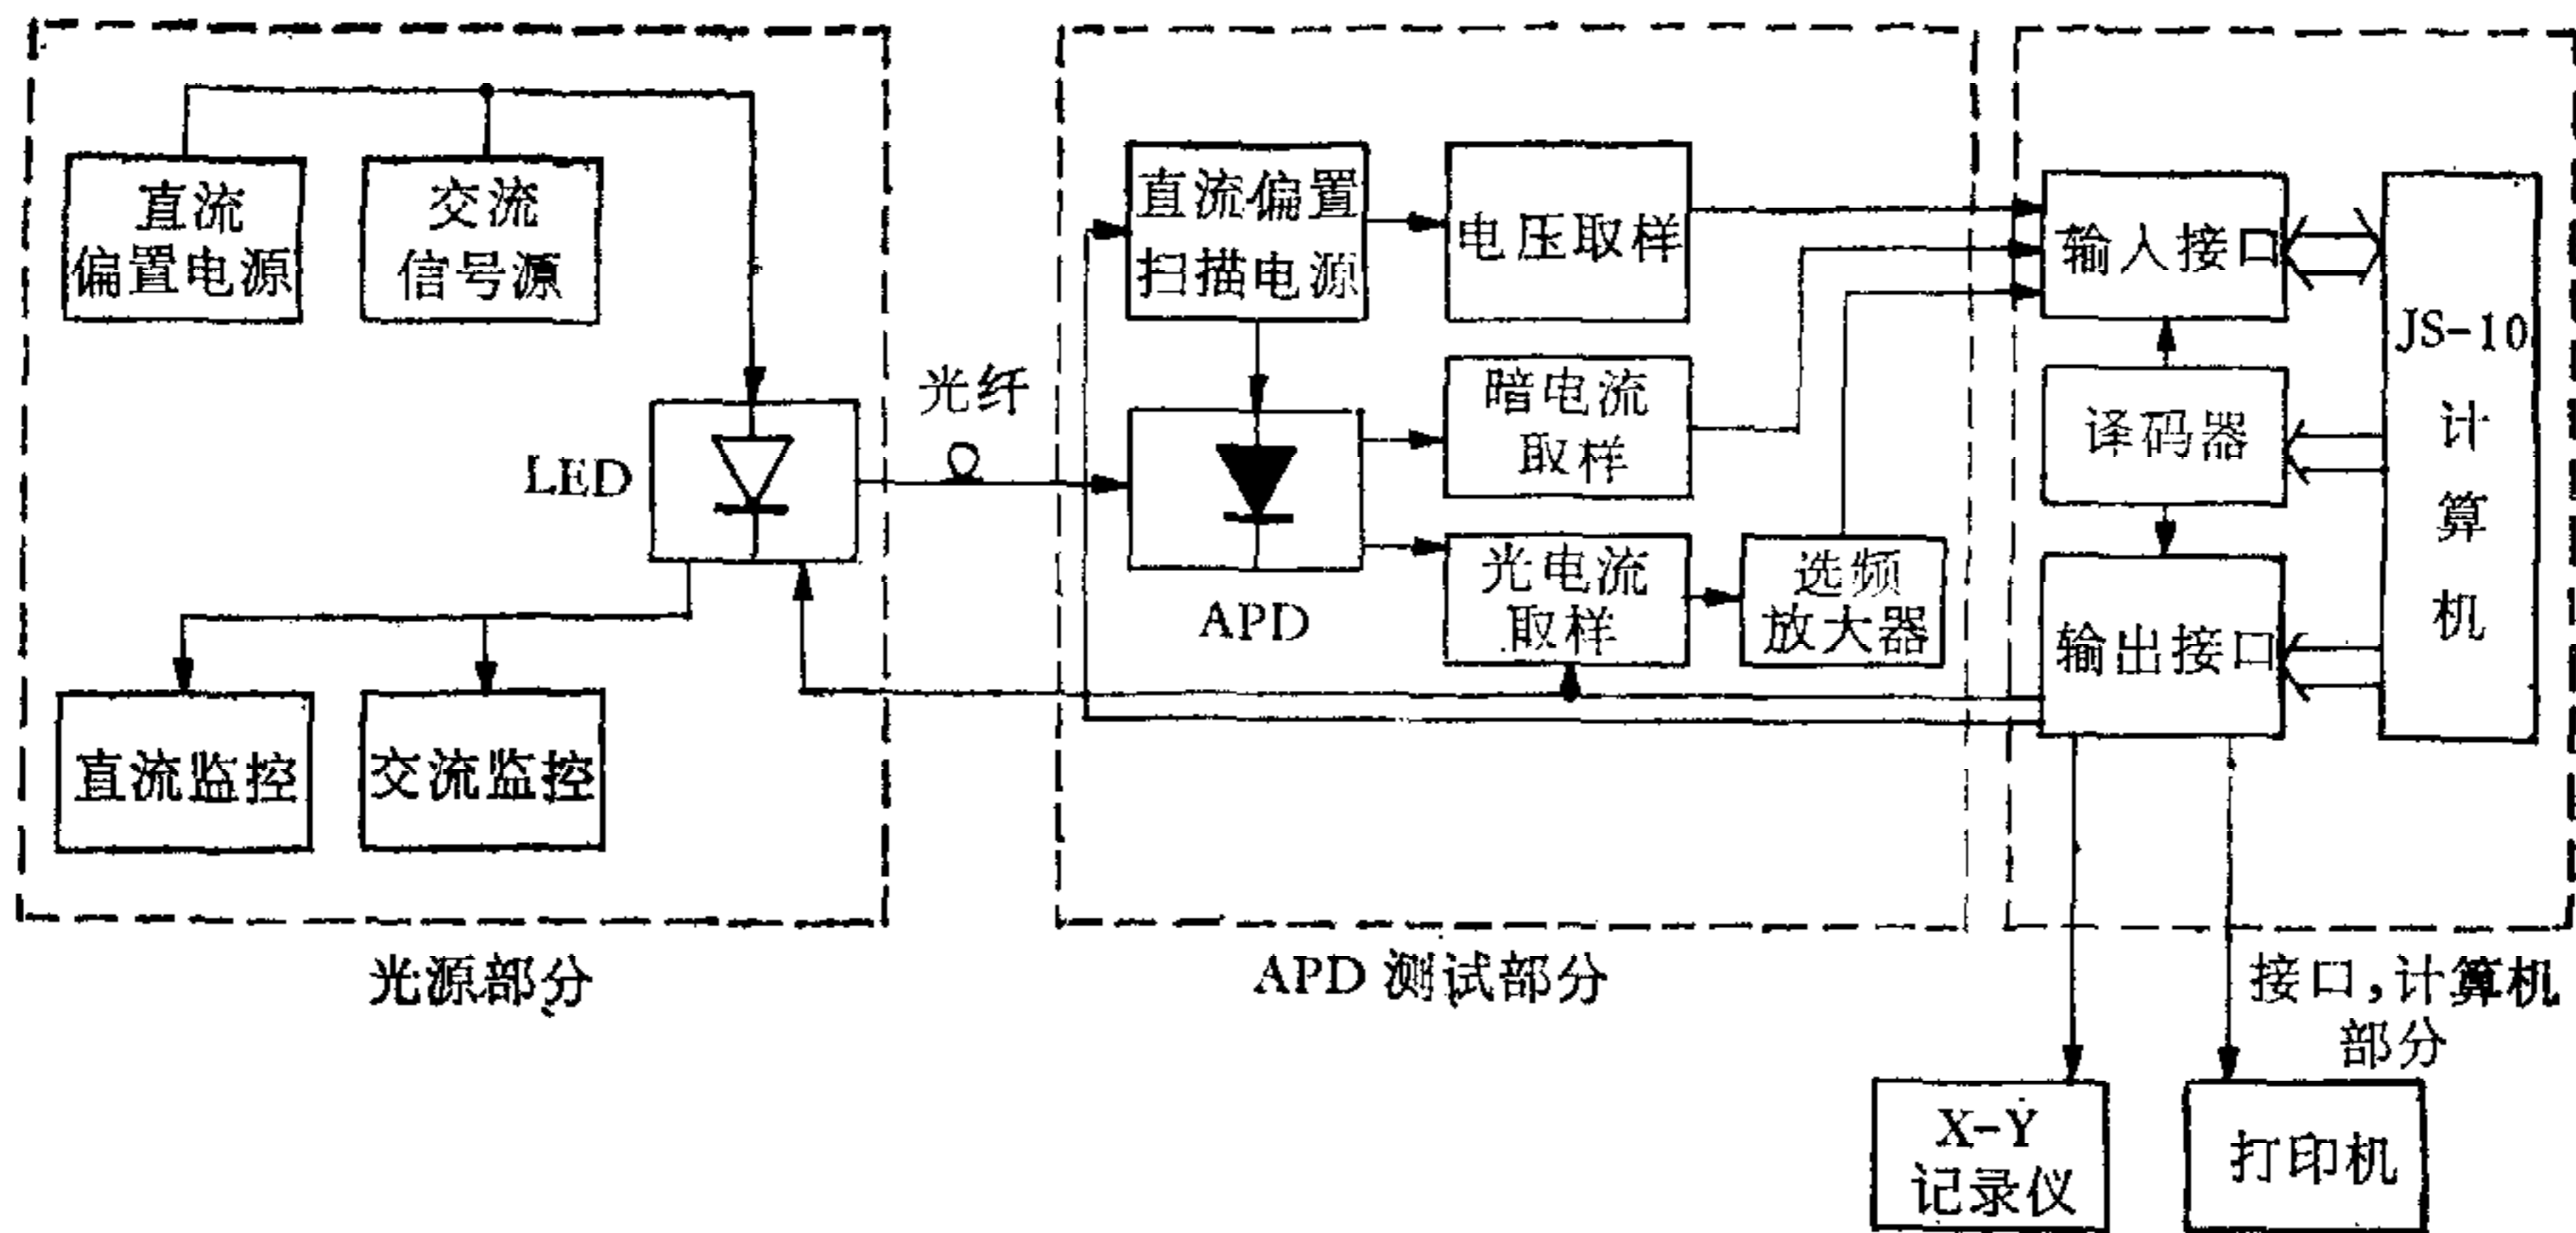 直流
偏置电源
交流
信号源
LED
直流监控
交流监控
光源部分
光纤
直流偏置
扫描电源
电压取样
暗电流
取样
APD
光电流
取样
选频
放大器
APD 测试部分
输入接口
译码器
输出接口
JS-10
计
算
机
接口,计算机
部分
X-Y
记录仪
打印机